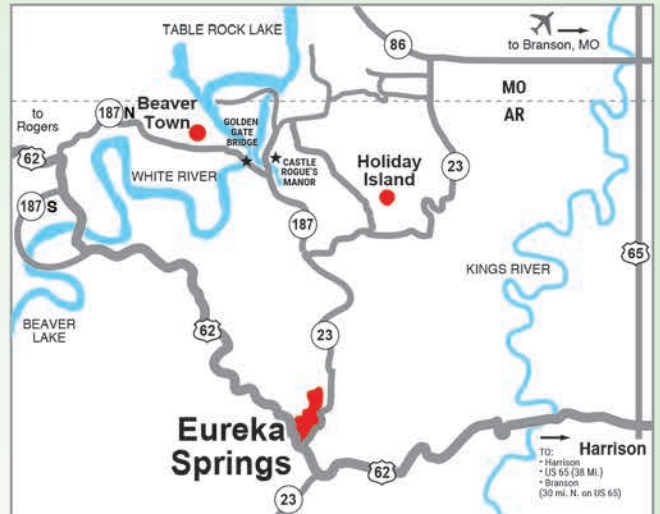 TABLE ROCK LAKE
86
to Branson, MO
MO
AR
to
Rogers
187 N
Beaver
Town
GOLDEN
GATE
BRIDGE
CASTLE
ROGUE'S
MANOR
Holiday
Island
23
62
WHITE RIVER
187 S
187
65
KINGS RIVER
BEAVER
LAKE
62
23
Eureka
Springs
62
23
Harrison
TO:
• Harrison
• US 65 (38 Mi.)
• Branson
(30 mi. N. on US 65)